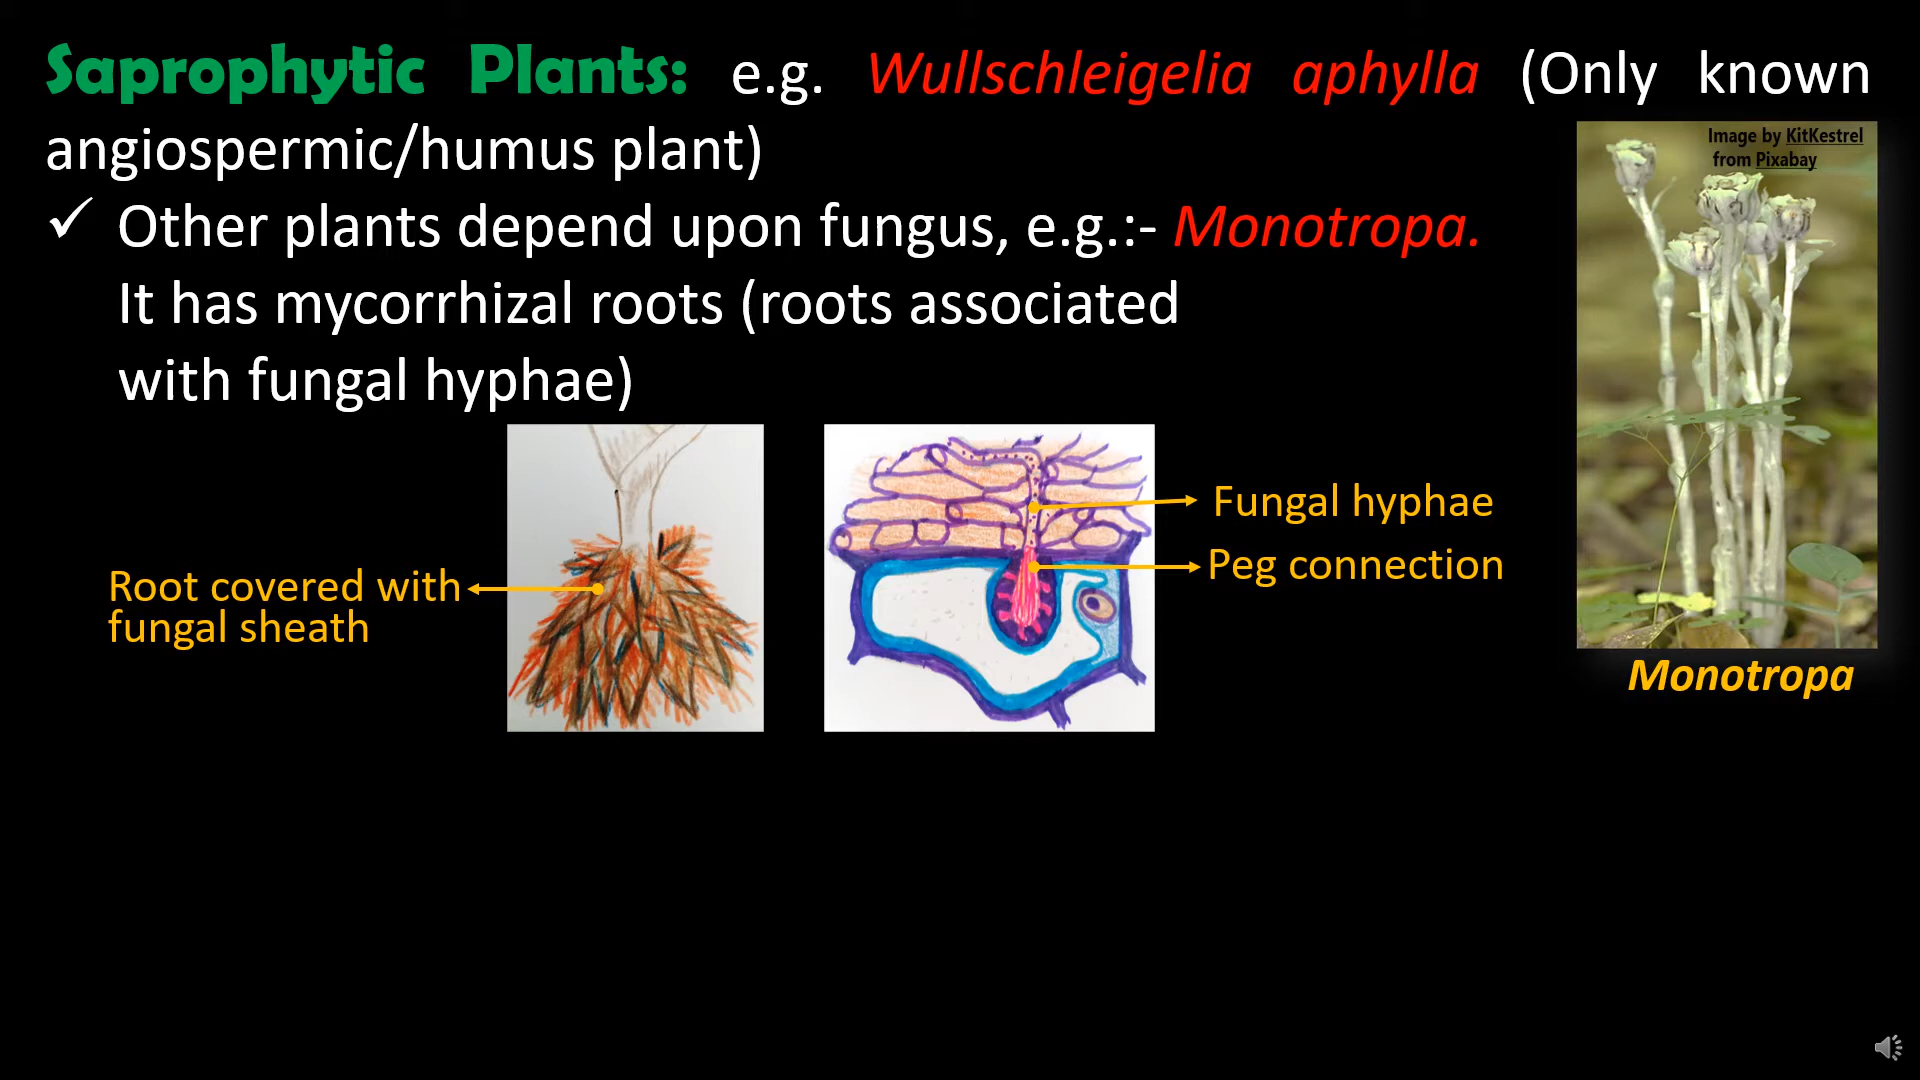 Saprophytic Plants: e.g. Wullschleigelia aphylla (Only known
angiospermic/humus plant)
✓ Other plants depend upon fungus, e.g.:- Monotropa.
It has mycorrhizal roots (roots associated
with fungal hyphae)
Image by KitKestrel
from Pixabay
Fungal hyphae
Peg connection
Root covered with
fungal sheath
Monotropa